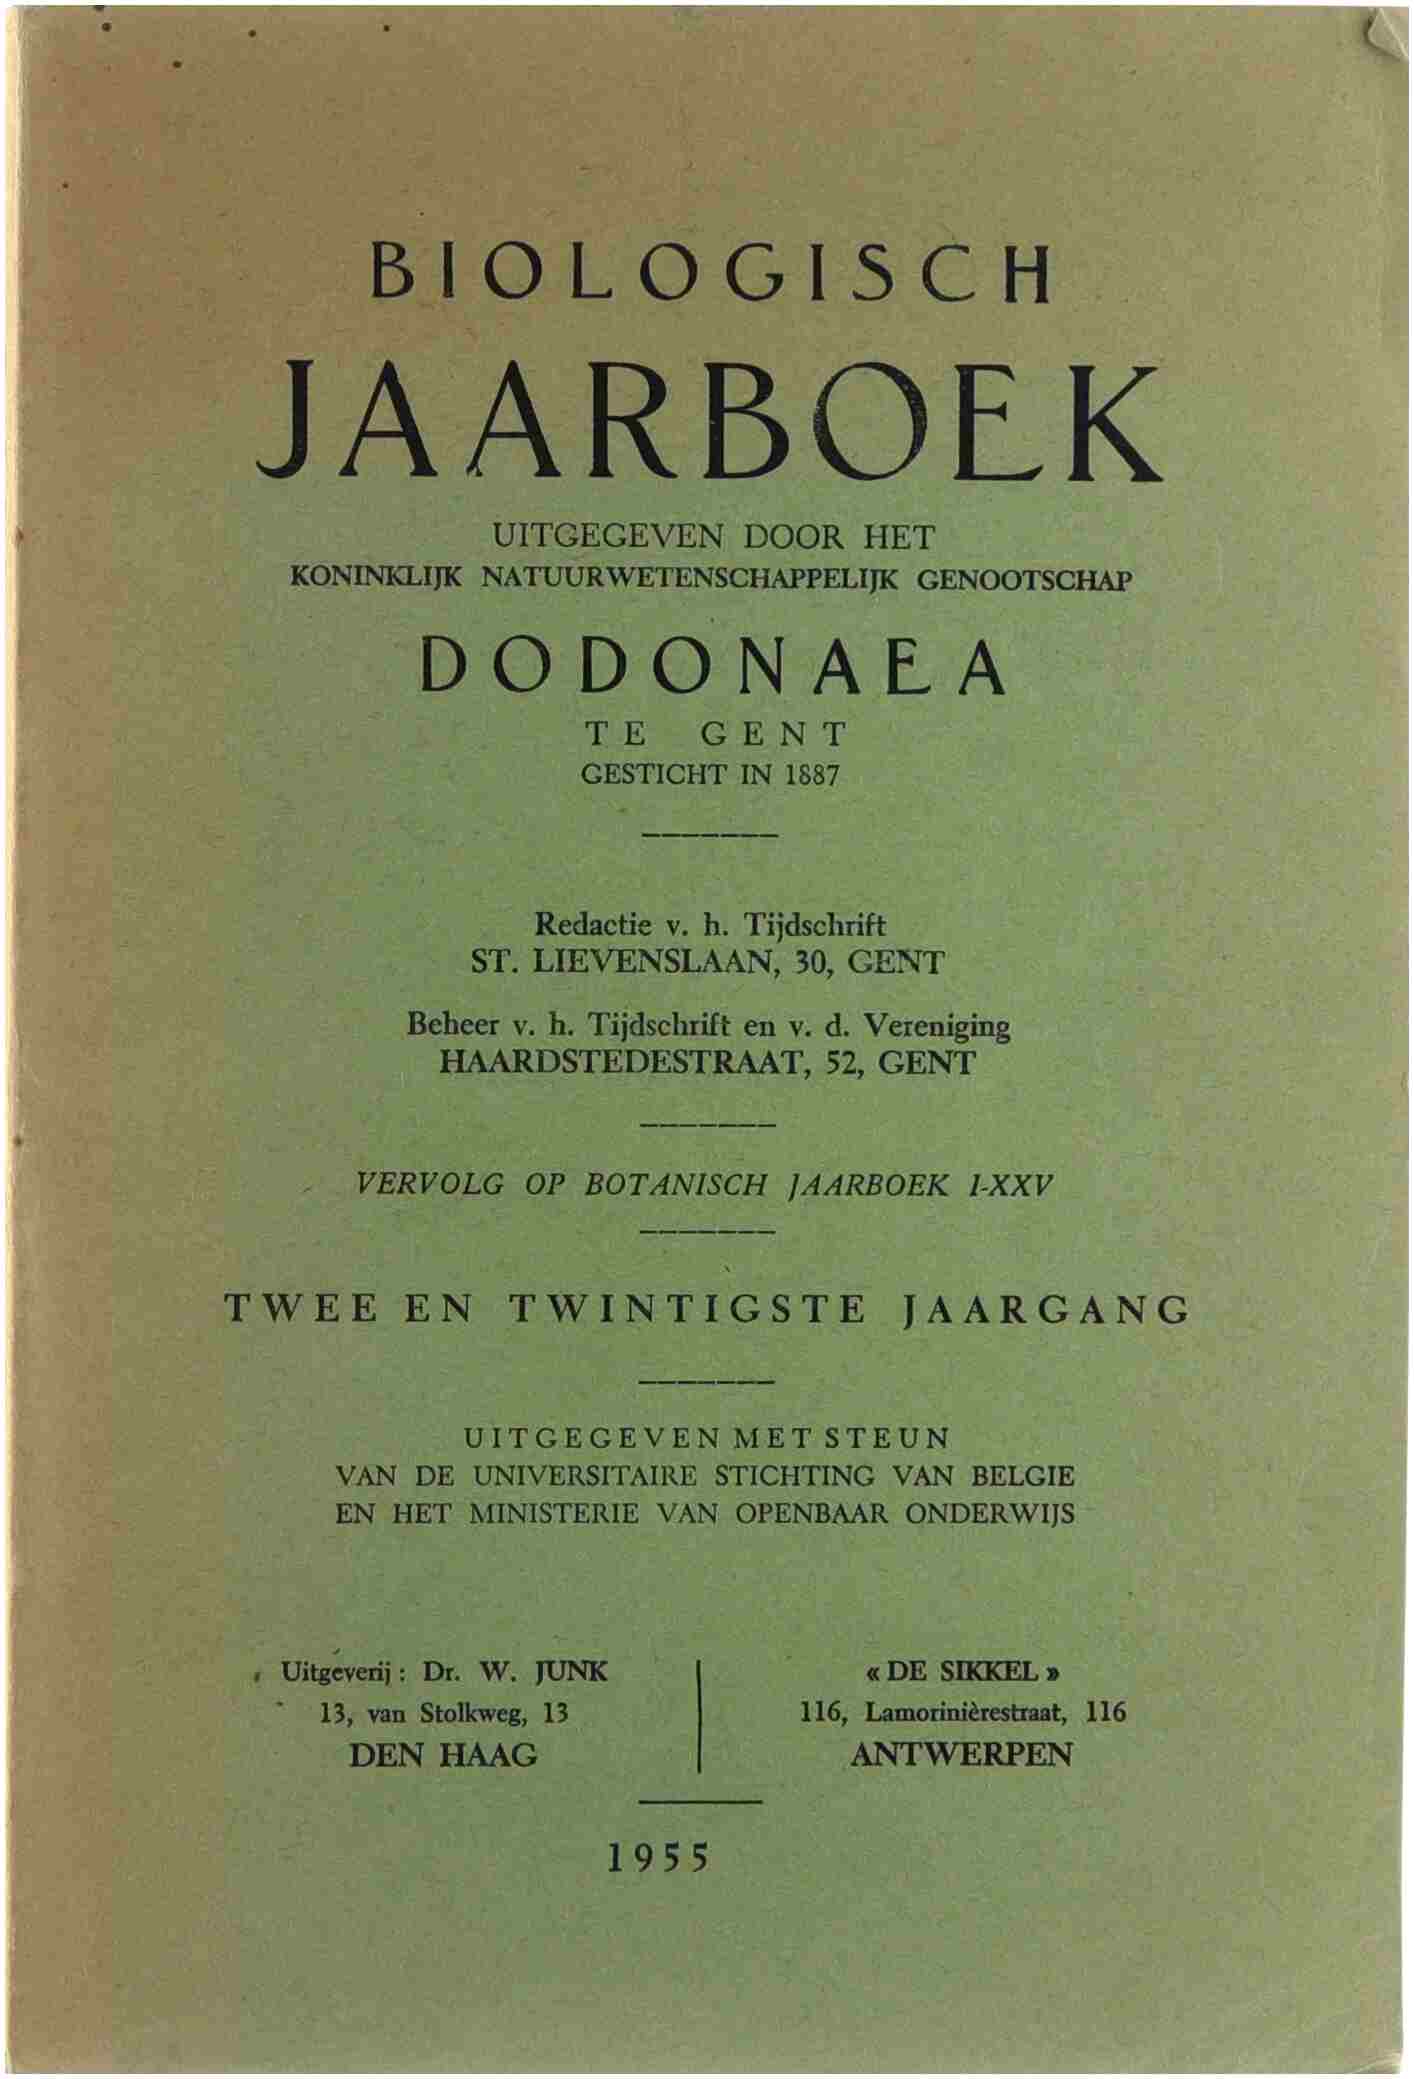 BIOLOGISCH
JAARBOEK
UITGEGEVEN DOOR HET
KONINKLIJK NATUURWETENSCHAPPELIJK GENOOTSCHAP
DODONAEA
TE GENT
GESTICHT IN 1887
Redactie v. h. Tijdschrift
ST. LIEVENSLAAN, 30, GENT
Beheer v. h. Tijdschrift en v. d. Vereniging
HAARDSTEDESTRAAT, 52, GENT
VERVOLG OP BOTANISCH JAARBOEK I-XXV
TWEE EN TWINTIGSTE JAARGANG
UITGEGEVEN MET STEUN
VAN DE UNIVERSITAIRE STICHTING VAN BELGIE
EN HET MINISTERIE VAN OPENBAAR ONDERWIJS
Uitgeverij : Dr. W. JUNK
13, van Stolkweg, 13
DEN HAAG
« DE SIKKEL »
116, Lamorinièrestraat, 116
ANTWERPEN
1955